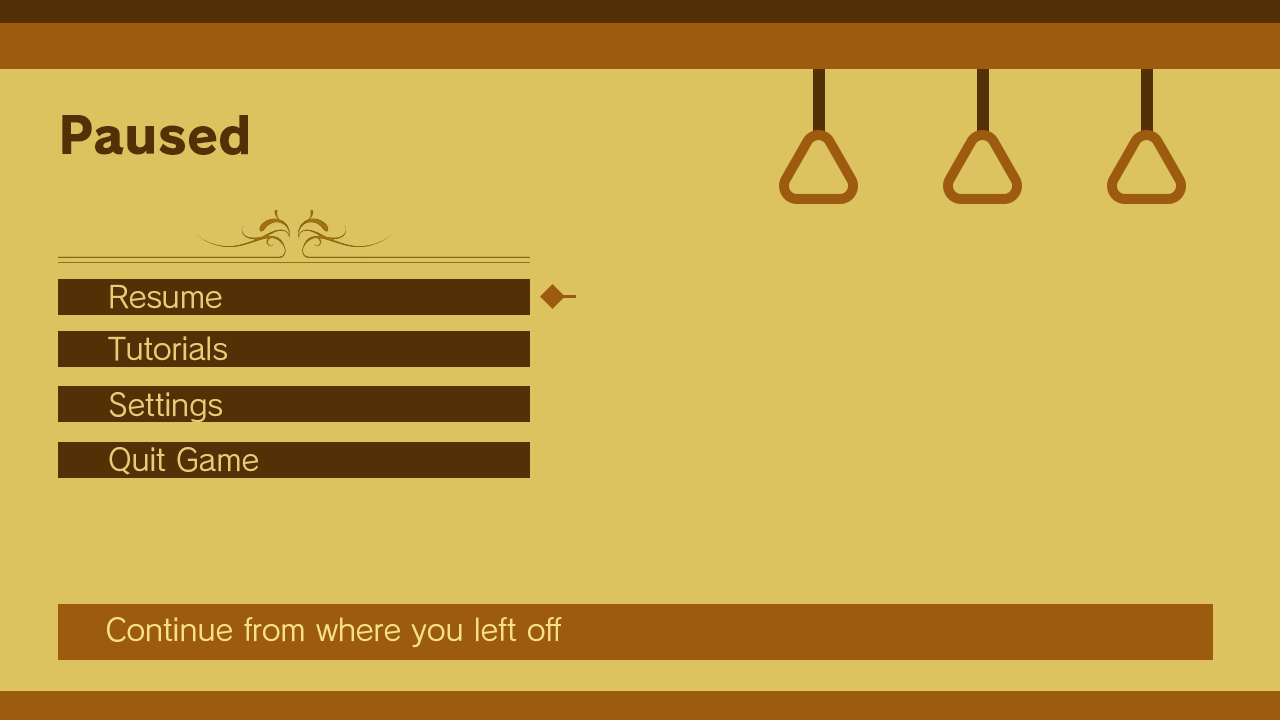 Paused
Resume
Tutorials
Settings
Quit Game
Continue from where you left off